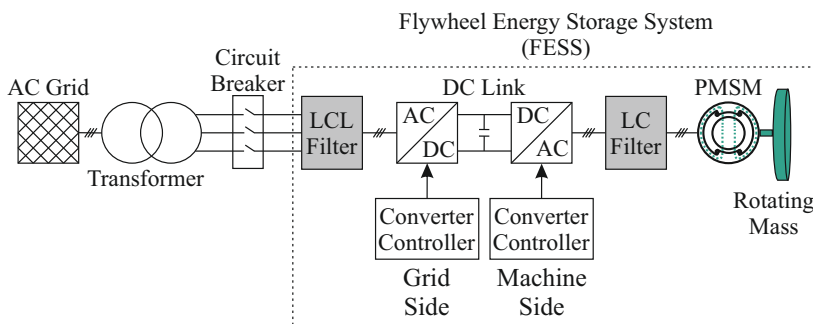 Flywheel Energy Storage System
(FESS)
Circuit
Breaker
AC Grid
Transformer
LCL
Filter
AC
DC
DC Link
DC
AC
LC
Filter
PMSM
Rotating
Mass
Converter
Controller
Converter
Controller
Grid
Side
Machine
Side